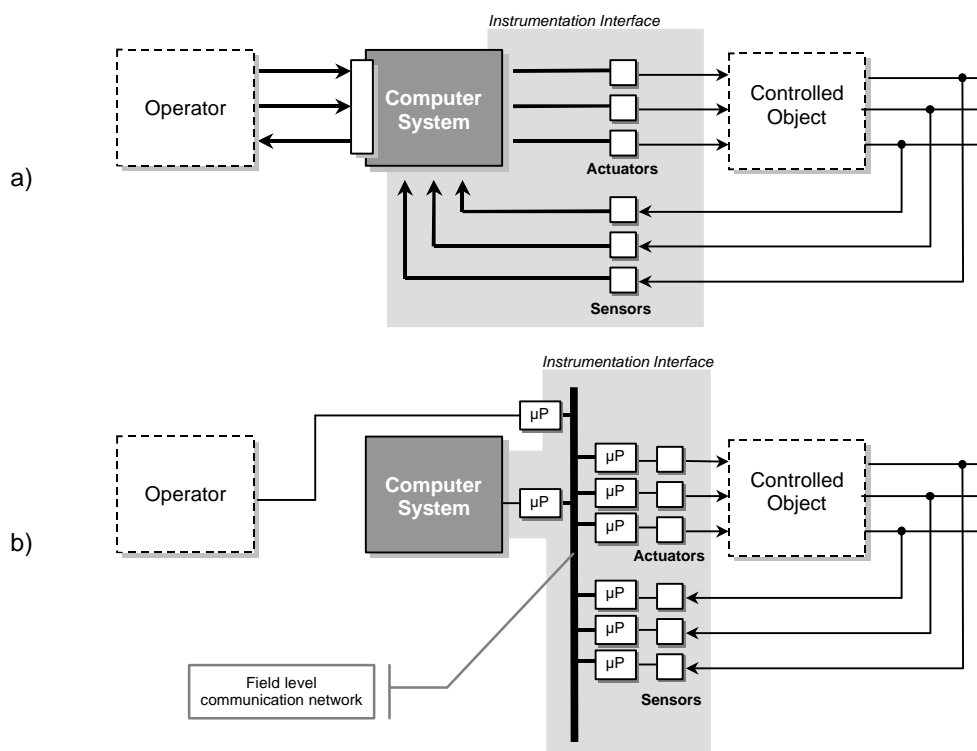 Instrumentation Interface
Operator
Computer
System
Controlled
Object
Actuators
a)
Sensors
Instrumentation Interface
µP
Operator
Computer
System
µP
µP
µP
µP
Controlled
Object
b)
Actuators
µP
µP
µP
Field level
communication network
Sensors